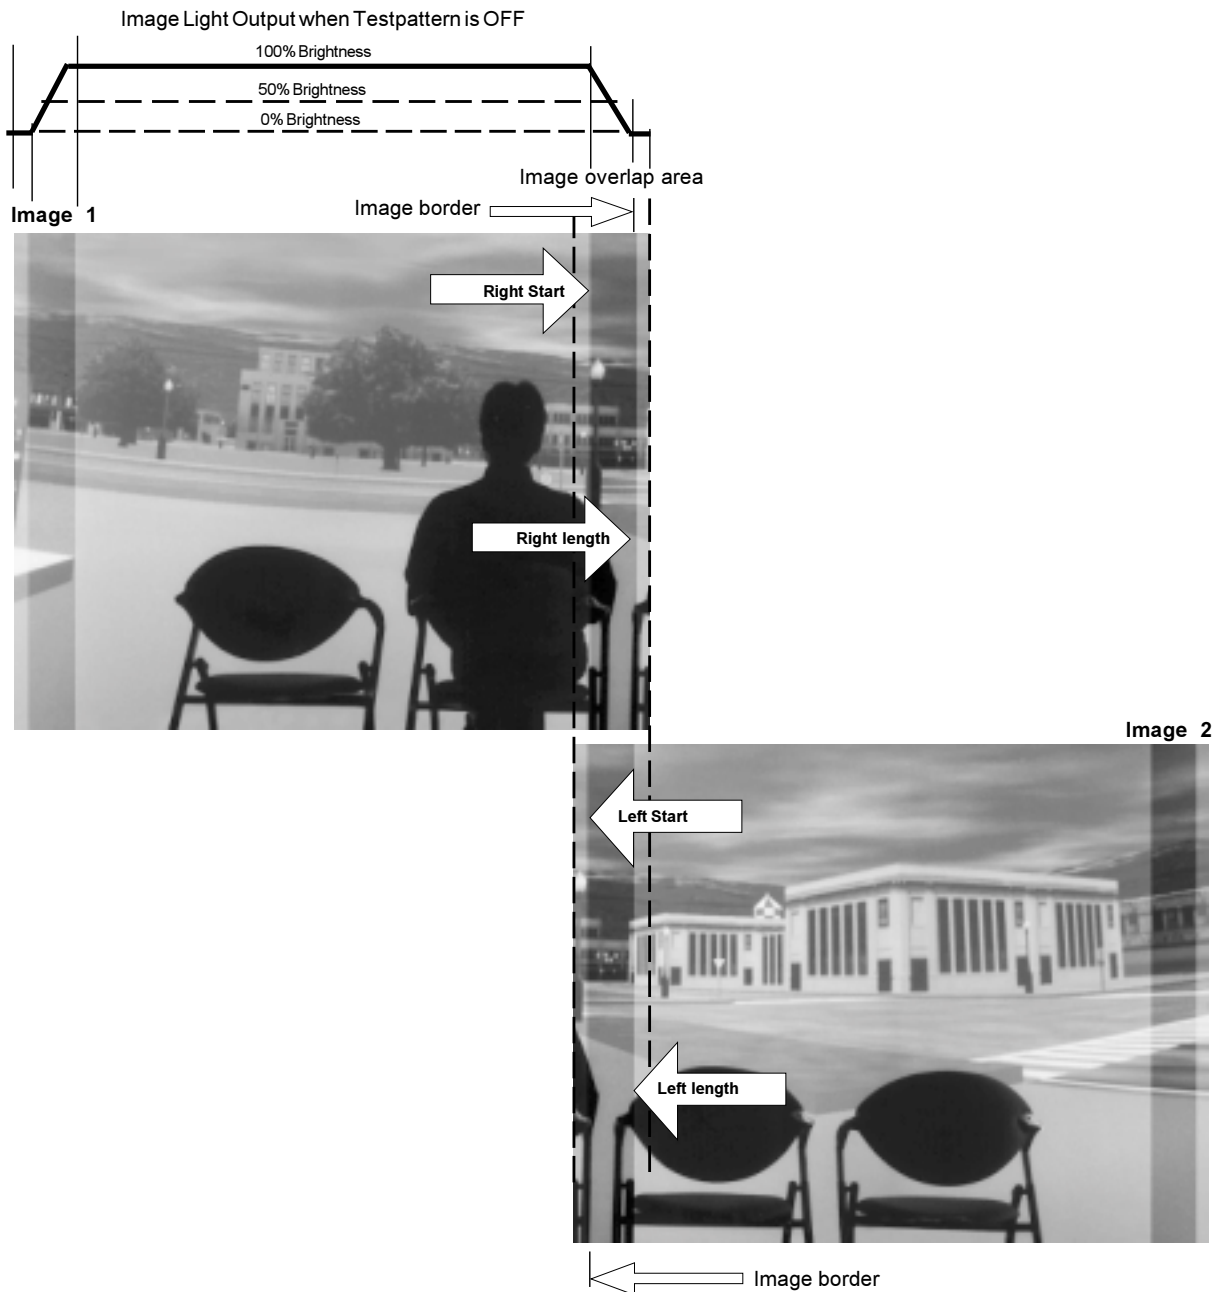 Image Light Output when Testpattern is OFF
100% Brightness
50% Brightness
0% Brightness
Image overlap area
Image border
Image 1
Right Start
Right length
Image 2
Left Start
Left length
Image border